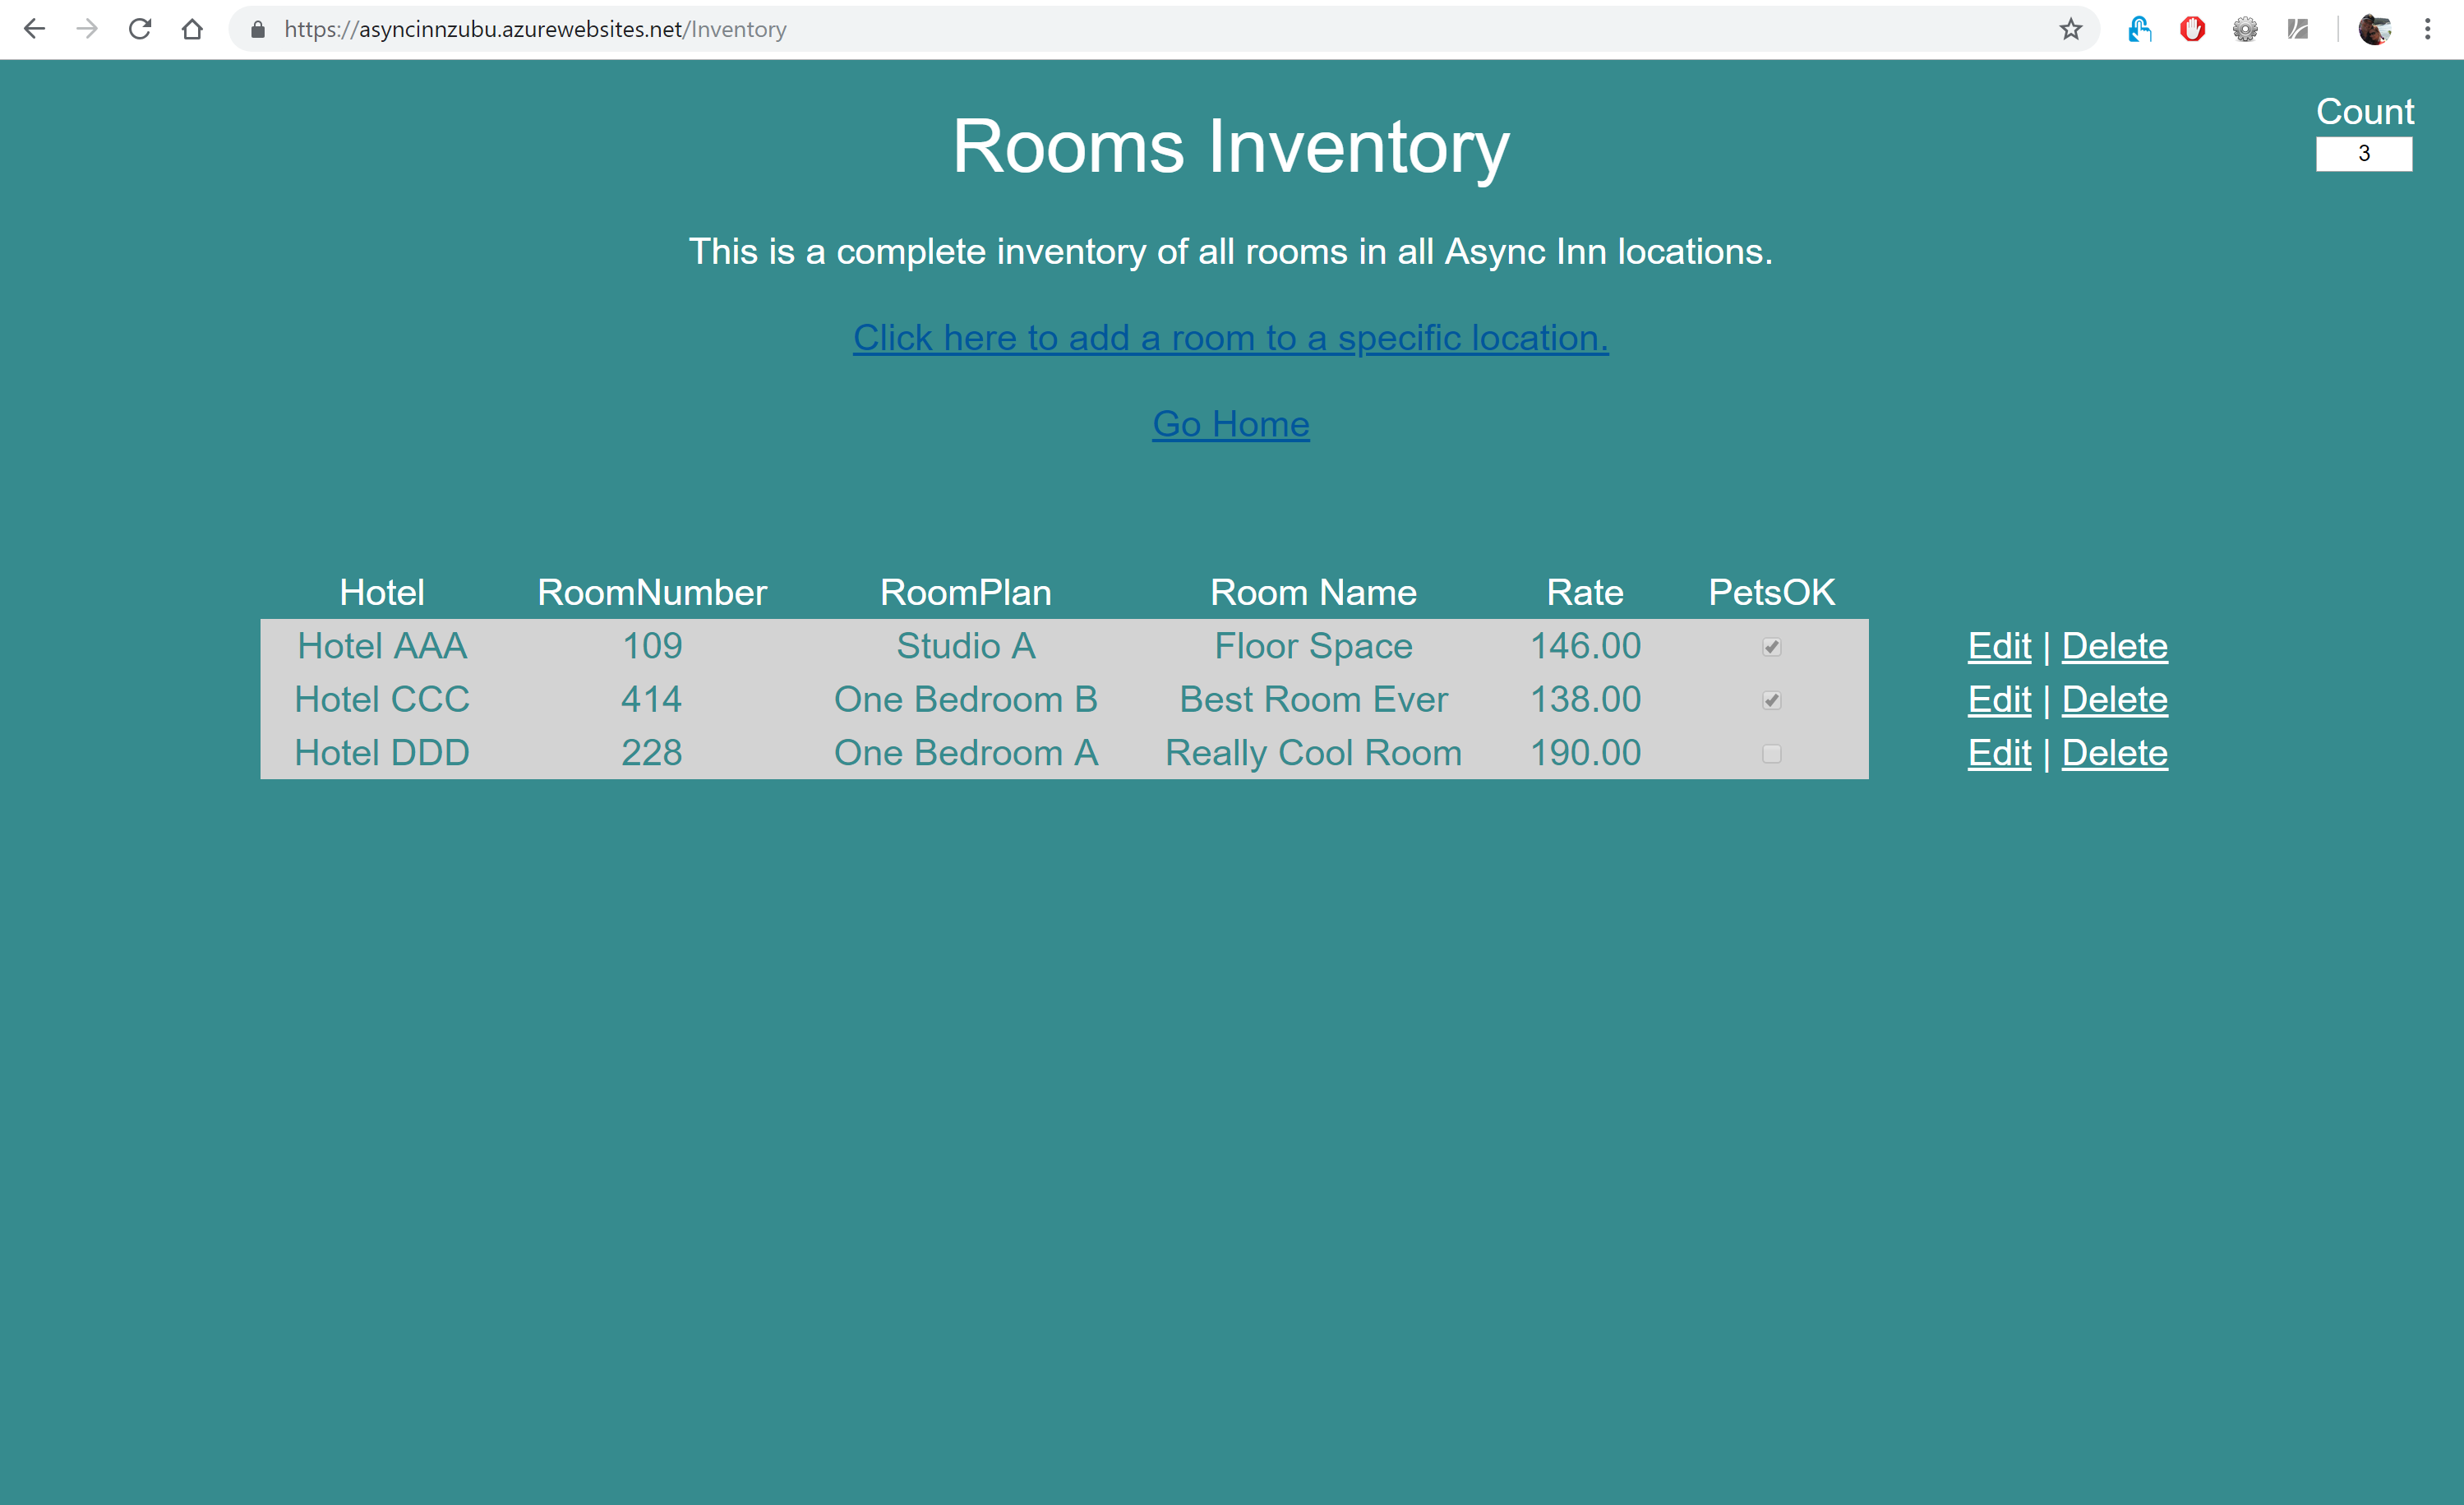 https://asyncinnzubu.azurewebsites.net/Inventory
Count
3
Rooms Inventory
This is a complete inventory of all rooms in all Async Inn locations.
Click here to add a room to a specific location.
Go Home
Hotel RoomNumber RoomPlan Room Name Rate PetsOK
Hotel AAA 109 Studio A Floor Space 146.00 Edit | Delete
Hotel CCC 414 One Bedroom B Best Room Ever 138.00 Edit | Delete
Hotel DDD 228 One Bedroom A Really Cool Room 190.00 Edit | Delete